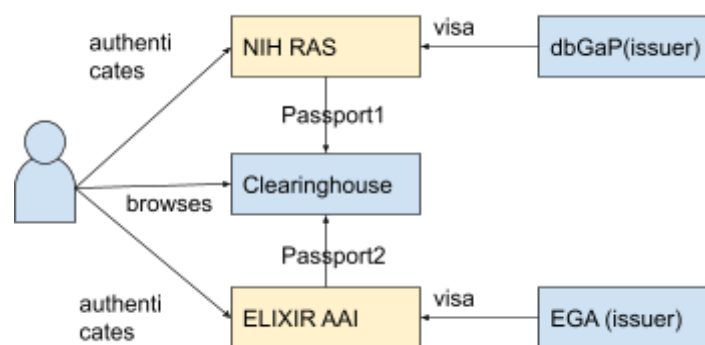 authenti
cates
NIH RAS
visa
dbGaP(issuer)
Passport1
Clearinghouse
browses
Passport2
authenti
cates
ELIXIR AAI
visa
EGA (issuer)